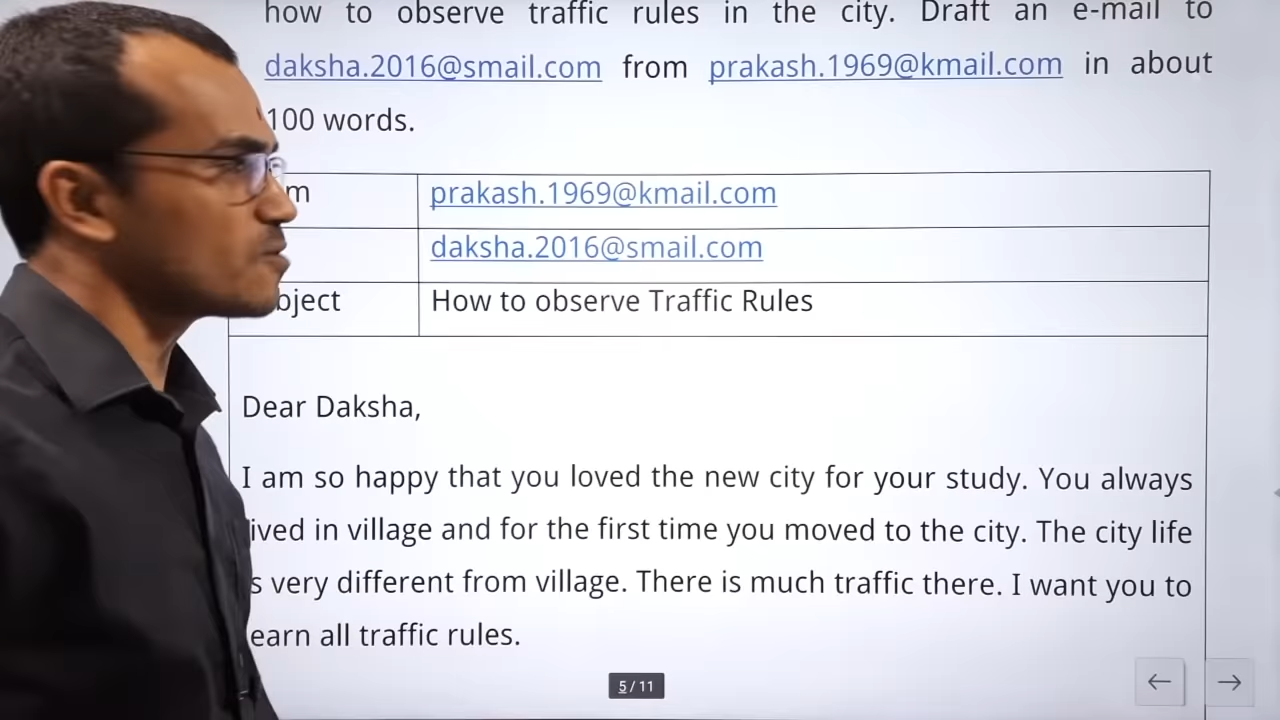 how to observe traffic rules in the city. Draft an e-mail to
daksha.2016@smail.com from prakash.1969@kmail.com in about
100 words.
prakash.1969@kmail.com
daksha.2016@smail.com
How to observe Traffic Rules
Dear Daksha,
I am so happy that you loved the new city for your study. You always
in village and for the first time you moved to the city. The city life
very different from village. There is much traffic there. I want you to
all traffic rules.
5 / 11
← →